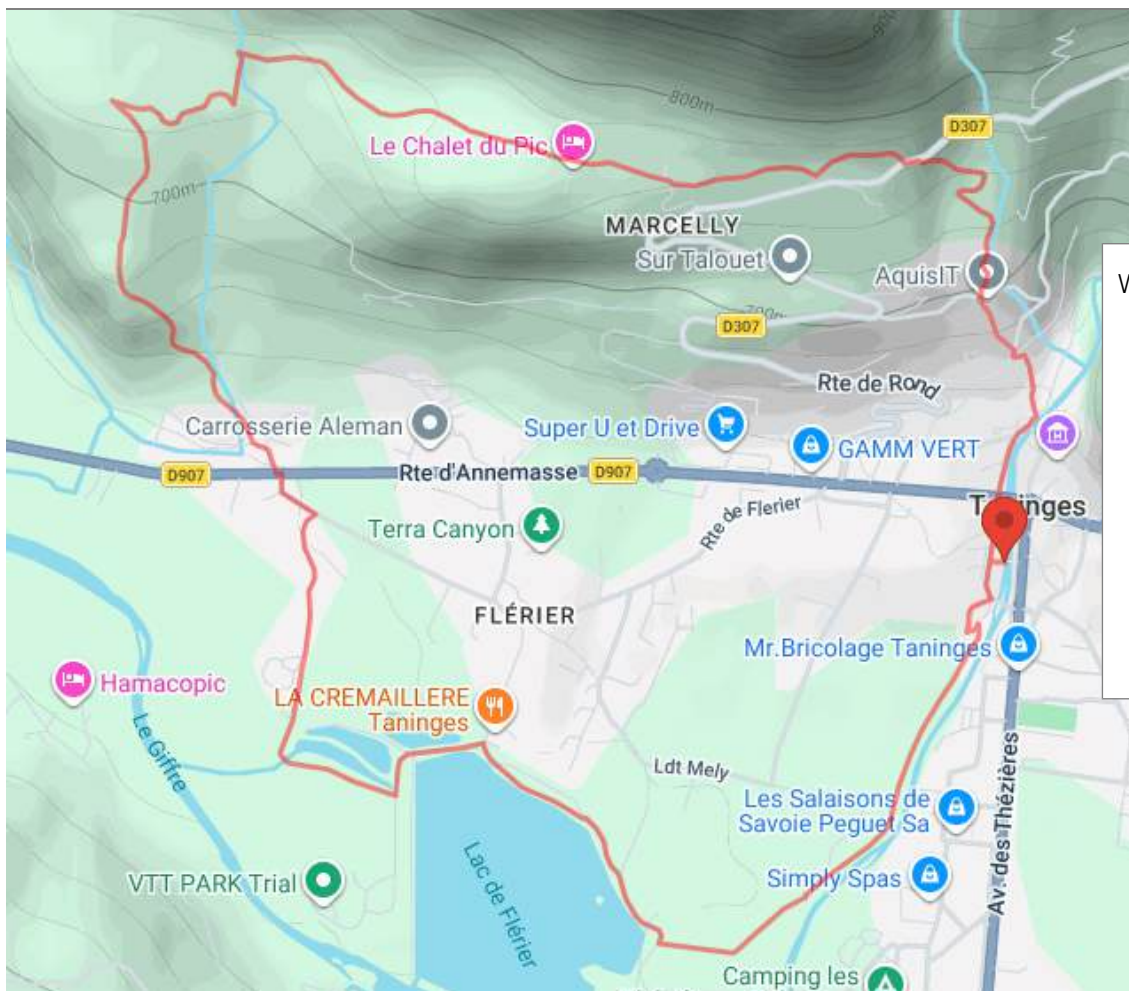 800m
D307
Le Chalet du Pic
700m
MARCELLY
Sur Talouet
AquisIT
D307
Rte de Rond
Carrosserie Aleman
Super U et Drive
GAMM VERT
D907
Rte d'Annemasse
D907
Terra Canyon
Rte de Flerier
FLÉRIER
Mr.Bricolage Taninges
Hamacopic
LA CREMAILLERE
Taninges
Le Giffre
Ldt Mely
Les Salaisons de
Savoie Peguet Sa
Av. des Thézières
VTT PARK Trial
Simply Spas
Lac de Flérier
Camping les